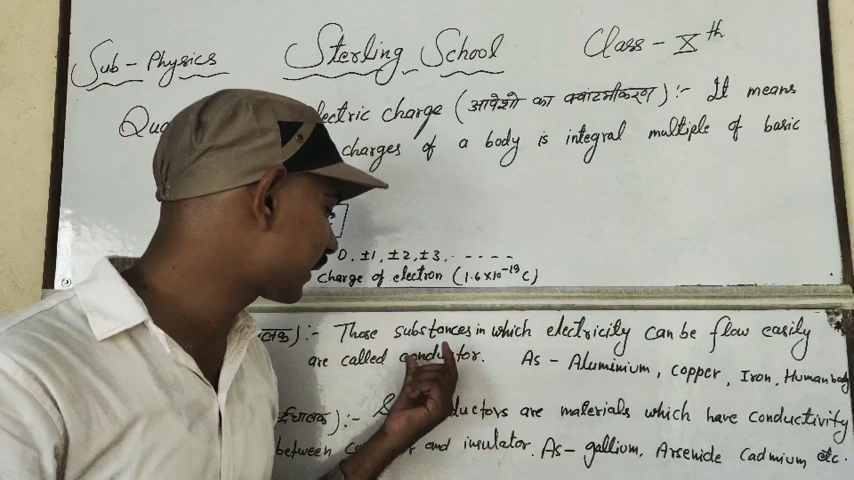 Sub - Physics Sterling School Class - Xth
lectric charge (आवेशो का क्वांटमीकरण) :- It means
charges of a body is integral multiple of basic
0, ±1, ±2, ±3, - - - - -
charge of electron (1.6 x 10⁻¹⁹ C)
:- Those substances in which electricity can be flow easily
are called conductor. As - Aluminium, copper, Iron, Human body
:- ductors are materials which have conductivity
between and insulator. As - gallium, Arsenide cadmium etc.